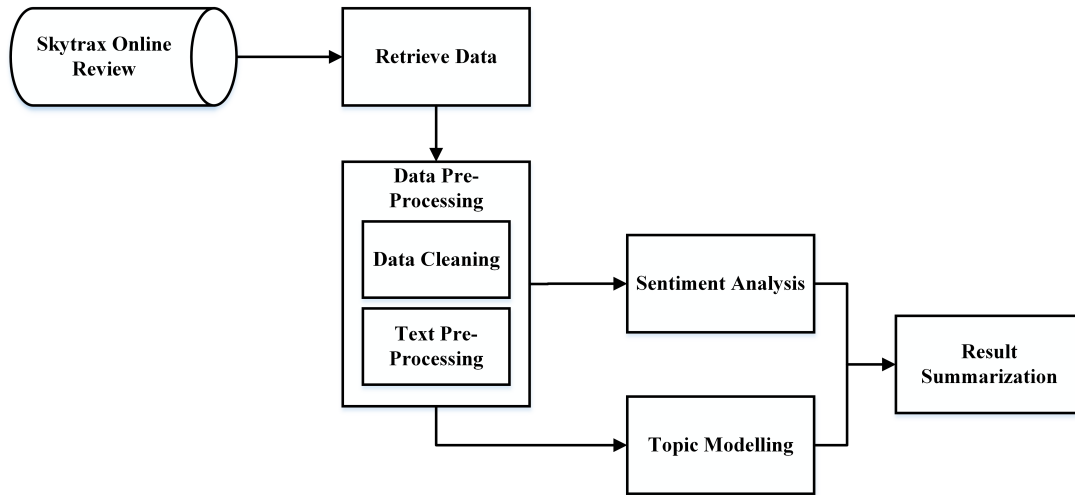 Skytrax Online
Review
Retrieve Data
Data Pre-
Processing
Data Cleaning
Text Pre-
Processing
Sentiment Analysis
Topic Modelling
Result
Summarization